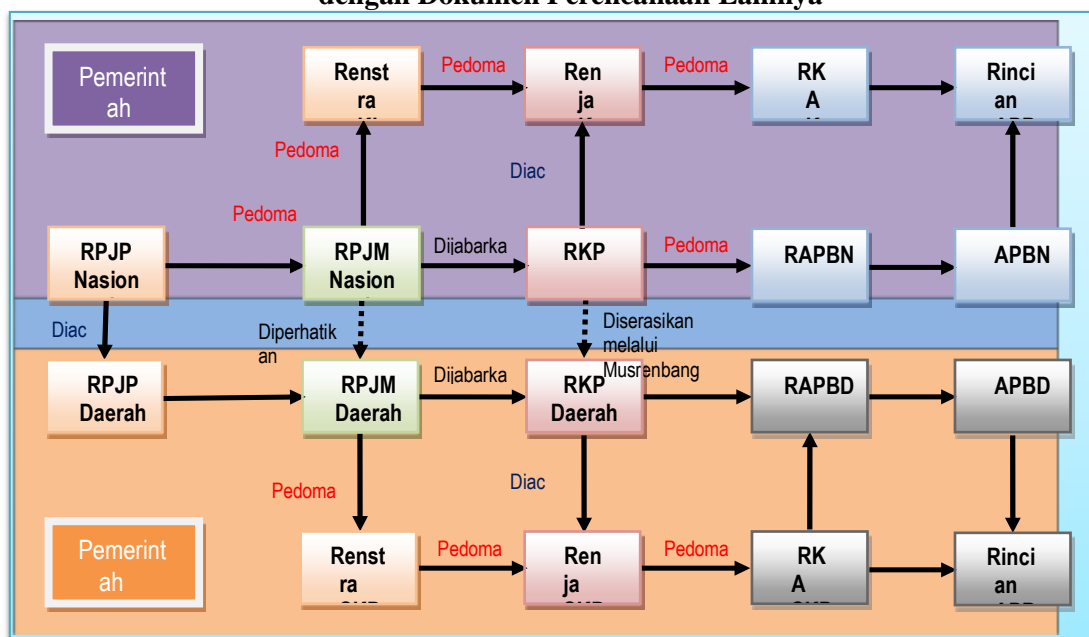 dengan Dokumen Perencanaan Lainnya
Pemerint
ah
Renst
ra
Pedoma
Ren
ja
Pedoma
RK
A
Rinci
an
Pedoma
Diac
Pedoma
RPJP
Nasion
RPJM
Nasion
Dijabarka
RKP
Pedoma
RAPBN
APBN
Diac
Diperhatik
an
Diserasikan
melalui
Musrenbang
RPJP
Daerah
RPJM
Daerah
Dijabarka
RKP
Daerah
RAPBD
APBD
Pedoma
Diac
Pemerint
ah
Renst
ra
Pedoma
Ren
ja
Pedoma
RK
A
Rinci
an